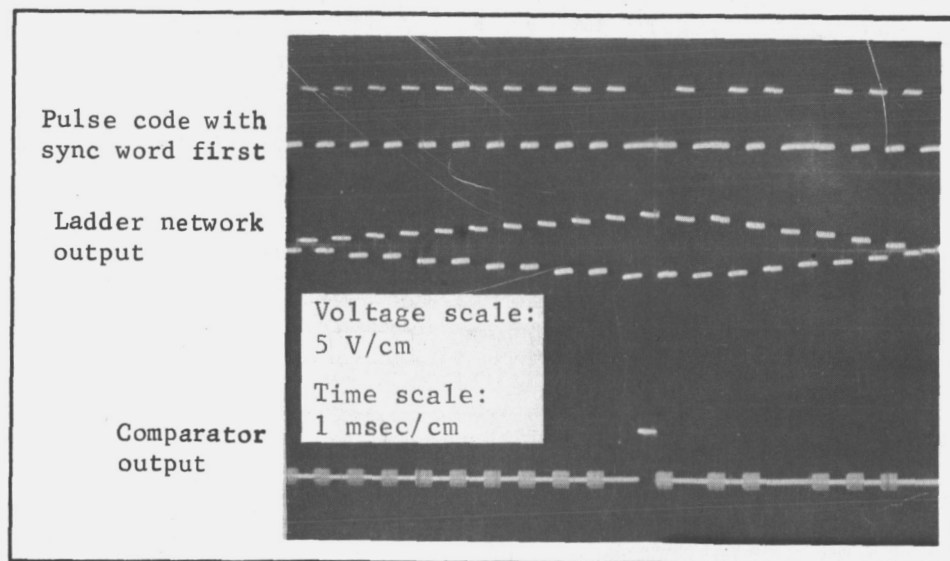 Pulse code with
sync word first
Ladder network
output
Voltage scale:
5 V/cm
Time scale:
1 msec/cm
Comparator
output